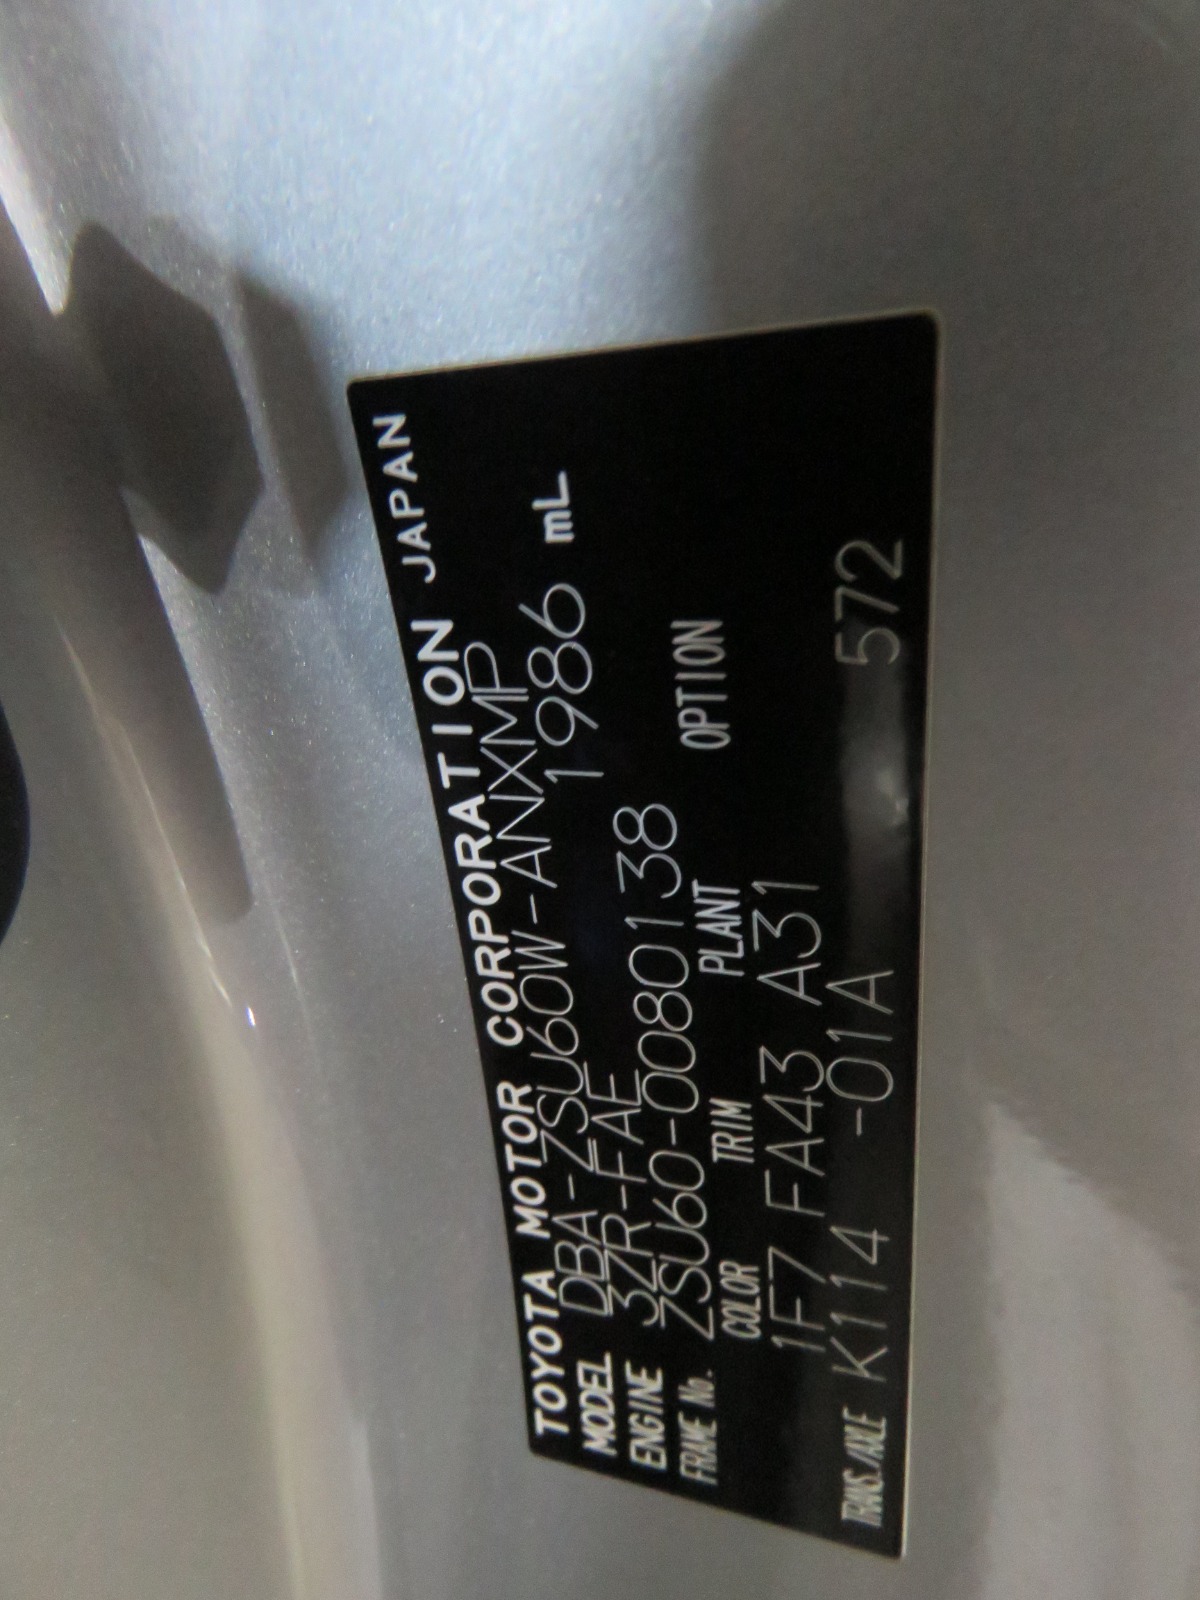 TOYOTA MOTOR CORPORATION JAPAN
MODEL DBA-ZSU60W-ANXMP
ENGINE 3ZR-FAE 1986 mL
FRAME No. ZSU60-0080138
COLOR TRIM PLANT OPTION
1F7 FA43 A31
TRANS./AXLE K114 -01A 572